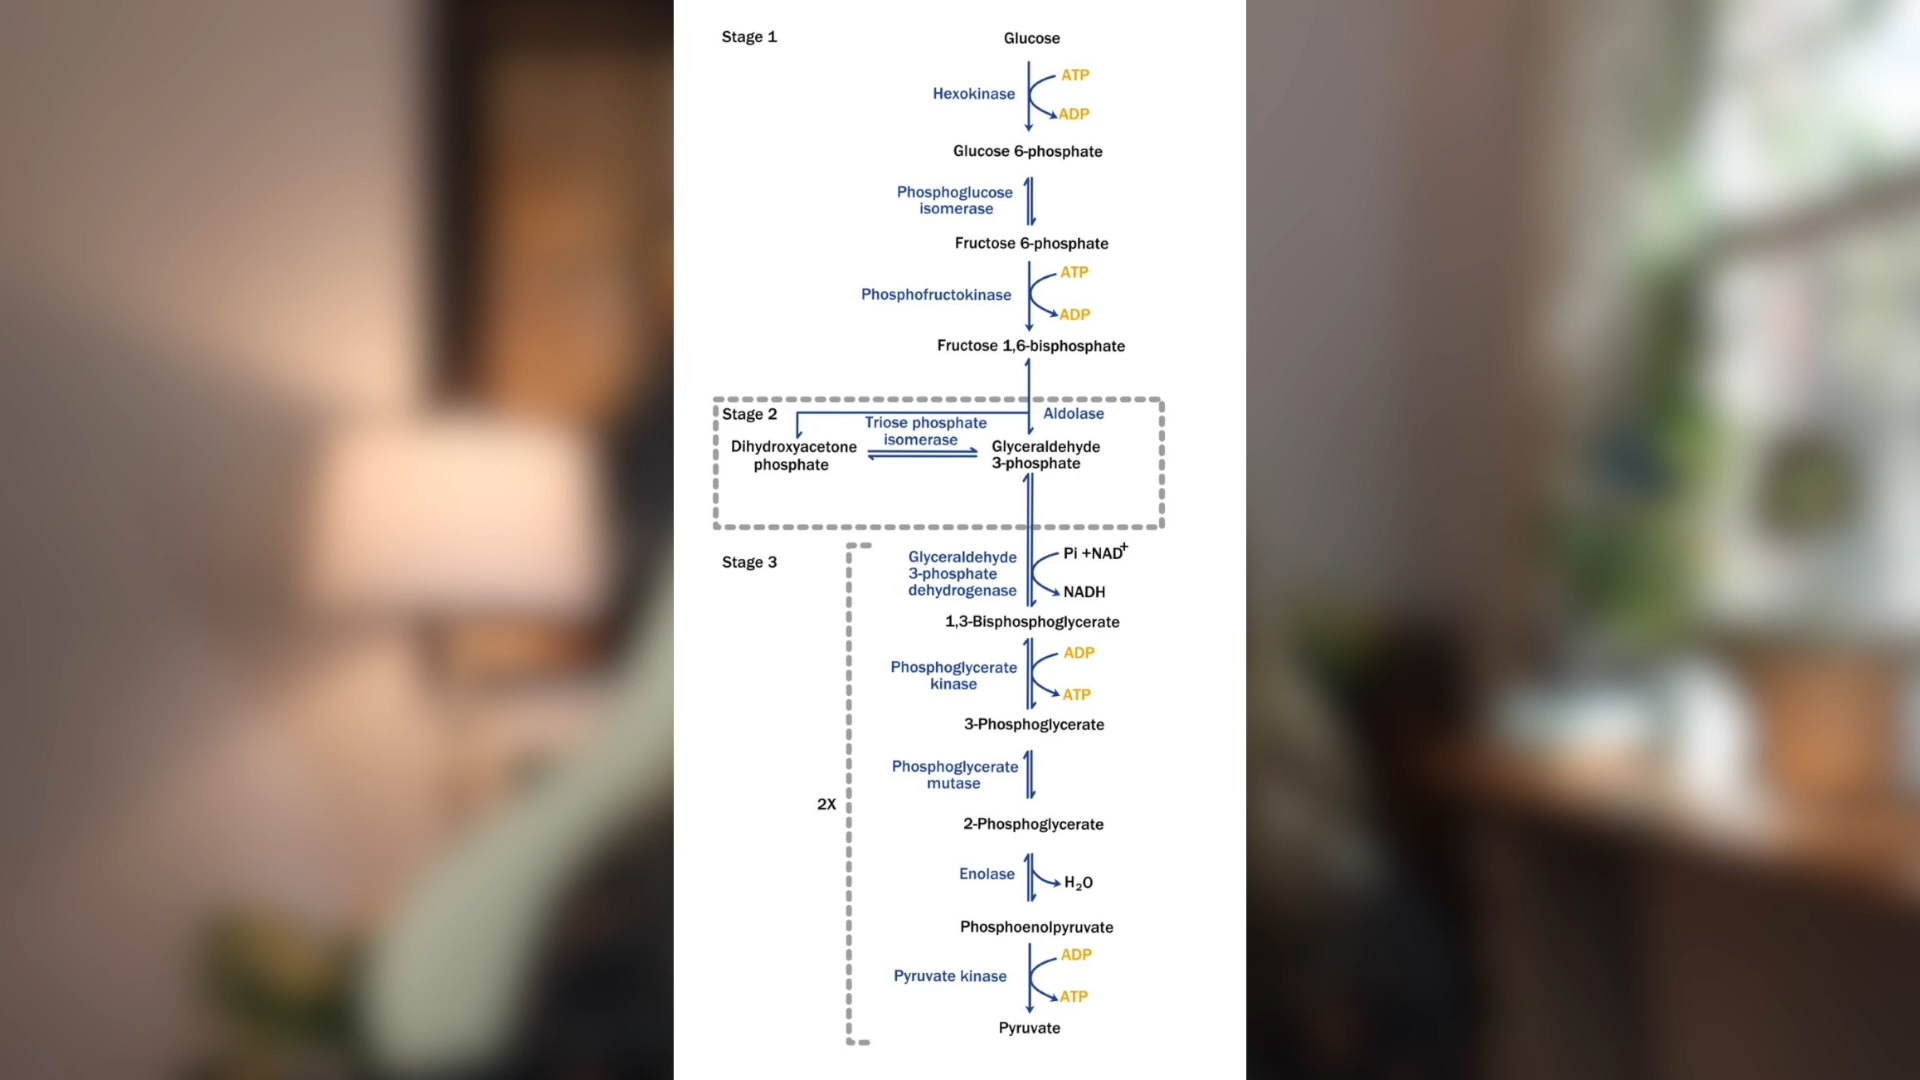 Stage 1
Glucose
ATP
Hexokinase
ADP
Glucose 6-phosphate
Phosphoglucose
isomerase
Fructose 6-phosphate
ATP
Phosphofructokinase
ADP
Fructose 1,6-bisphosphate
Stage 2
Aldolase
Triose phosphate
isomerase
Dihydroxyacetone
phosphate
Glyceraldehyde
3-phosphate
Stage 3
Glyceraldehyde
3-phosphate
dehydrogenase
Pi +NAD⁺
NADH
1,3-Bisphosphoglycerate
ADP
Phosphoglycerate
kinase
ATP
3-Phosphoglycerate
Phosphoglycerate
mutase
2X
2-Phosphoglycerate
Enolase
H₂O
Phosphoenolpyruvate
ADP
Pyruvate kinase
ATP
Pyruvate